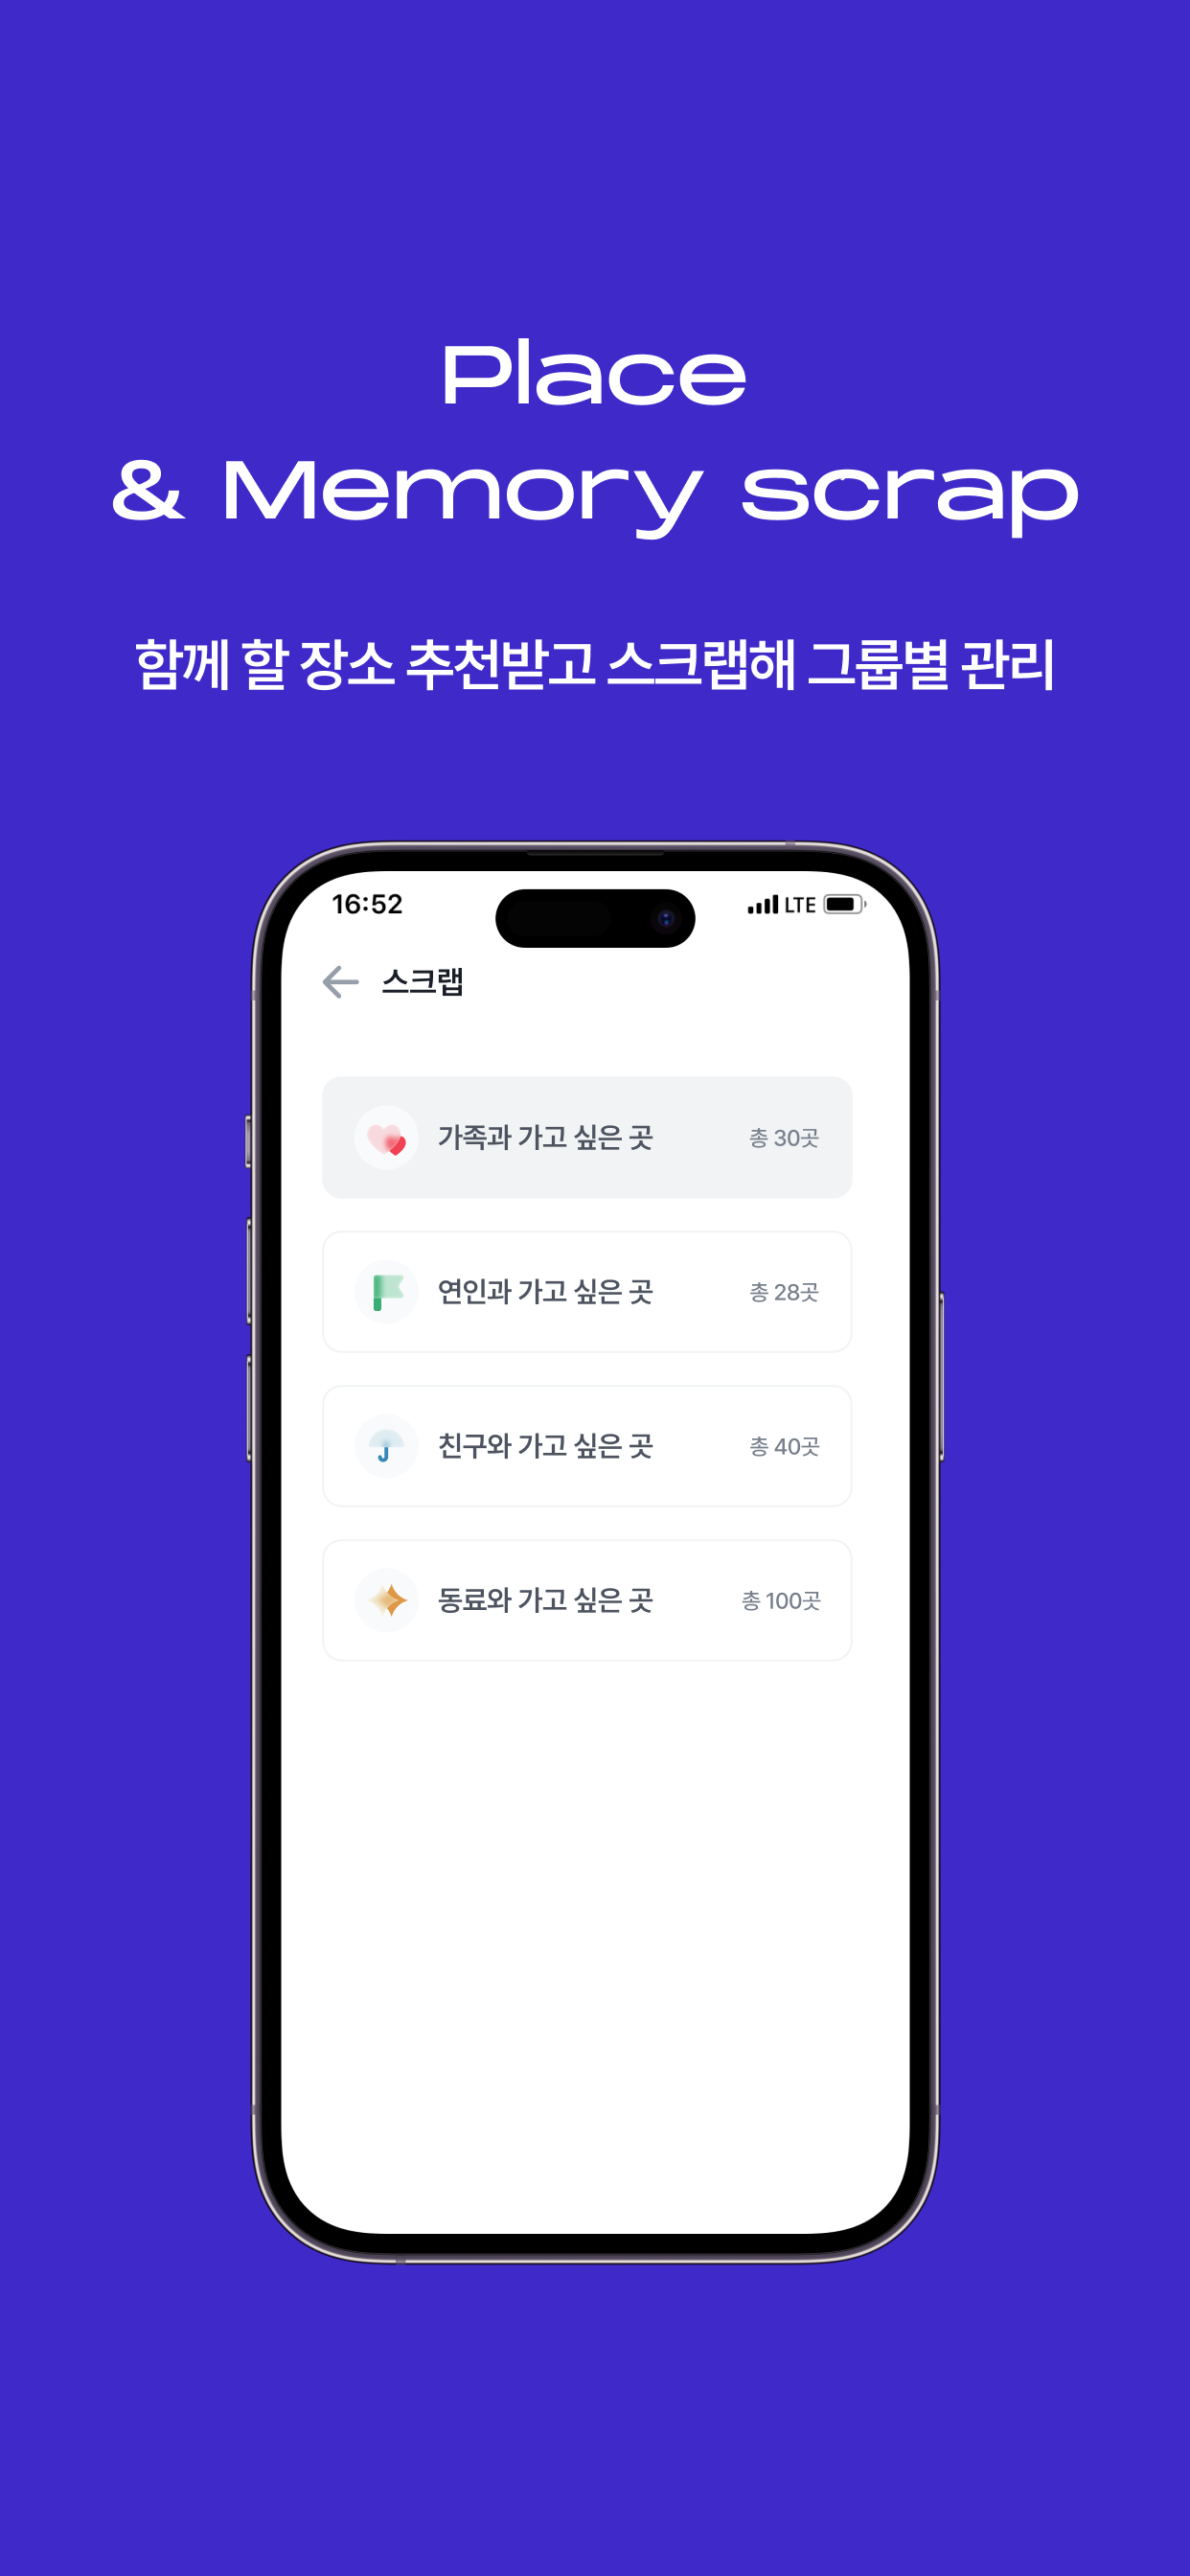 Place
& Memory scrap
함께 할 장소 추천받고 스크랩해 그룹별 관리
16:52 LTE
스크랩
가족과 가고 싶은 곳 총 30곳
연인과 가고 싶은 곳 총 28곳
친구와 가고 싶은 곳 총 40곳
동료와 가고 싶은 곳 총 100곳